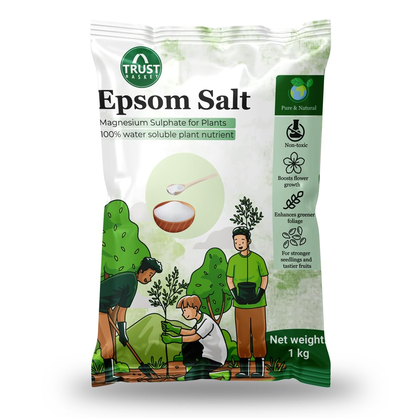 TRUST
BASKET
Epsom Salt
Magnesium Sulphate for Plants
100% water soluble plant nutrient
Pure & Natural
Non-toxic
Boosts flower
growth
Enhances greener
foliage
For stronger
seedlings and
tastier fruits
Net weight
1 kg